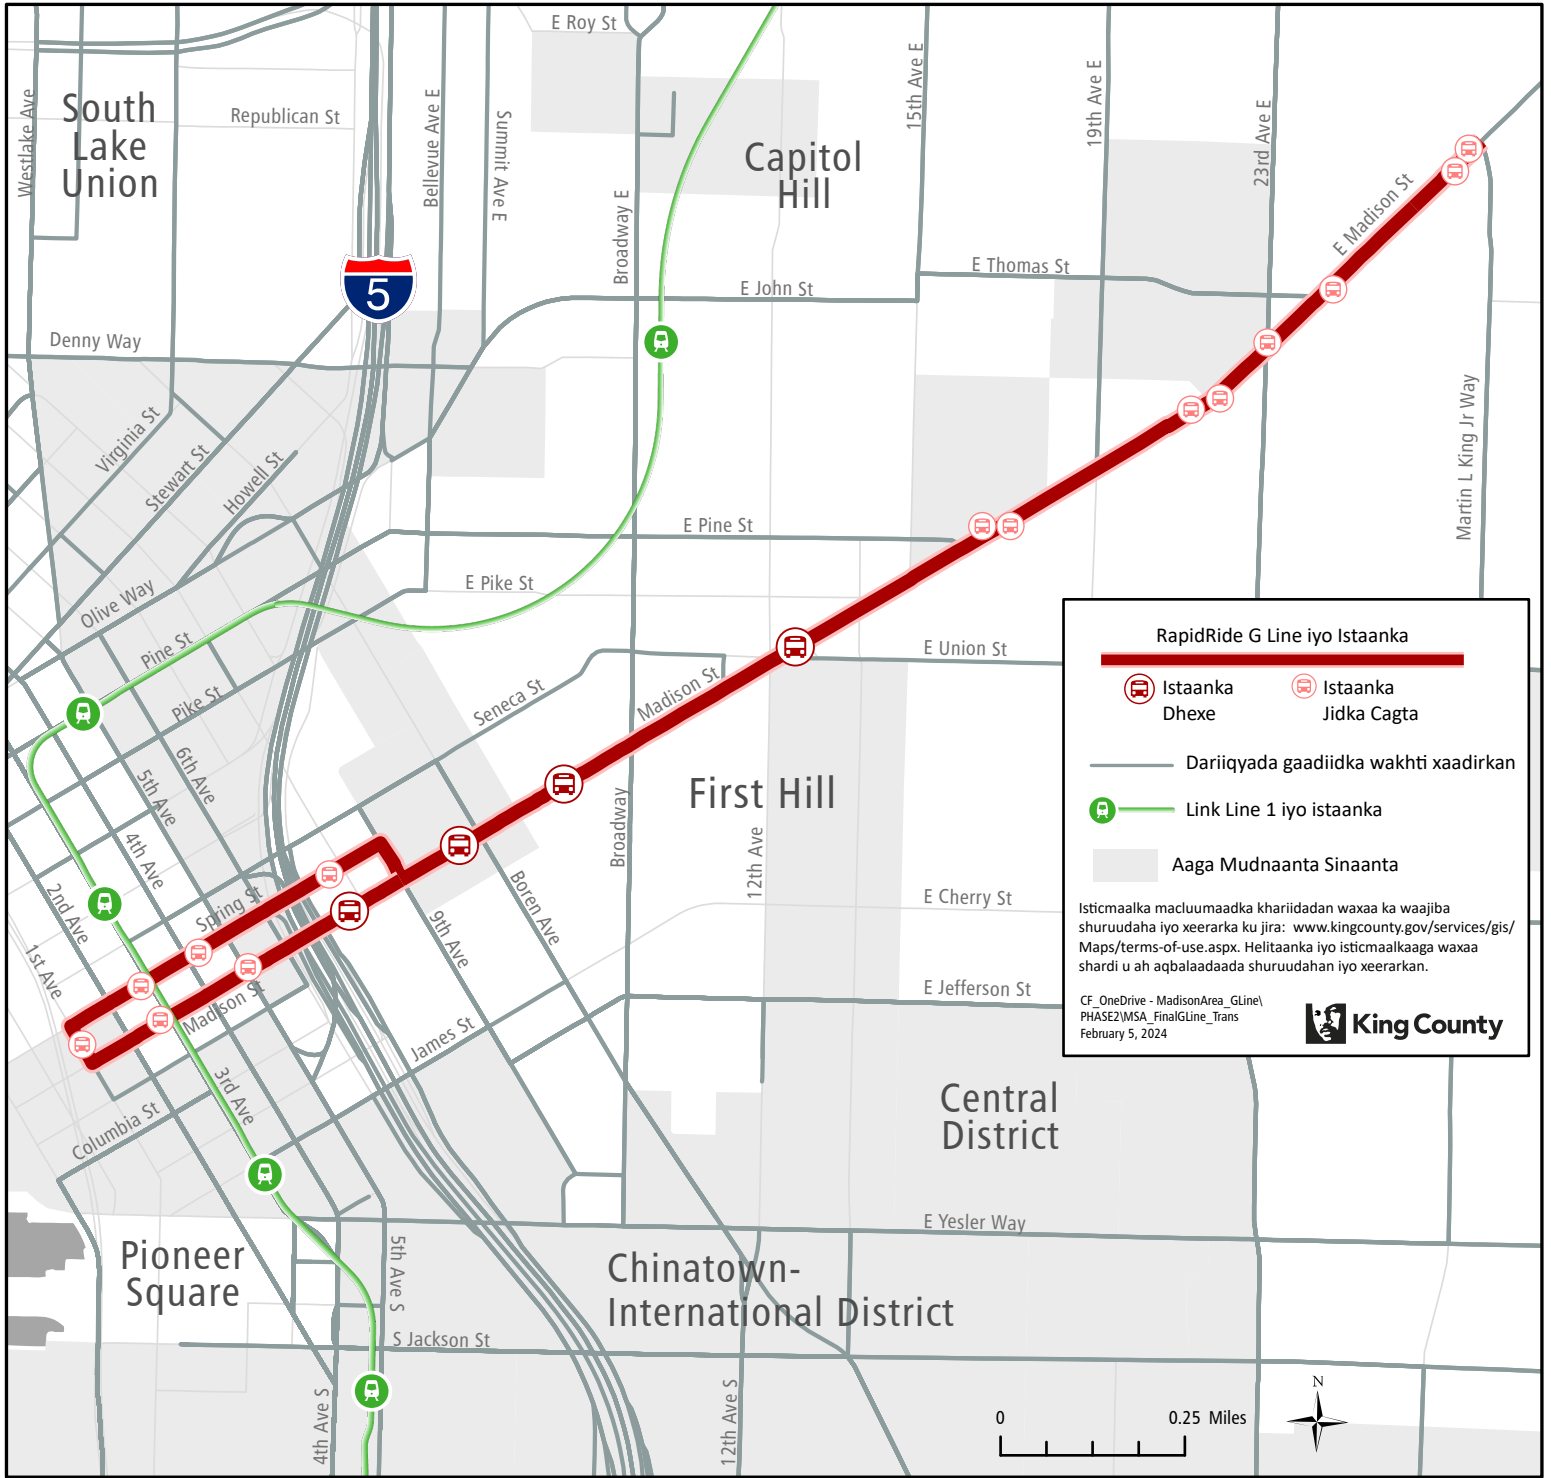 E Roy St
15th Ave E
19th Ave E
23rd Ave E
Westlake Ave
South
Lake
Union
Republican St
Bellevue Ave E
Summit Ave E
Broadway E
Capitol
Hill
E Madison St
5
E Thomas St
E John St
Denny Way
Virginia St
Stewart St
Howell St
Martin L King Jr Way
E Pine St
E Pike St
Olive Way
Pine St
Pike St
Seneca St
Madison St
E Union St
6th Ave
5th Ave
4th Ave
2nd Ave
1st Ave
Spring St
Madison St
First Hill
Broadway
12th Ave
Boren Ave
9th Ave
E Cherry St
E Jefferson St
James St
3rd Ave
Columbia St
Central
District
E Yesler Way
Pioneer
Square
5th Ave S
Chinatown-
International District
S Jackson St
4th Ave S
12th Ave S
RapidRide G Line iyo Istaanka
Istaanka
Dhexe
Istaanka
Jidka Cagta
Dariiqyada gaadiidka wakhti xaadirkan
Link Line 1 iyo istaanka
Aaga Mudnaanta Sinaanta
Isticmaalka macluumaadka khariidadan waxaa ka waajiba
shuruudaha iyo xeerarka ku jira: www.kingcounty.gov/services/gis/
Maps/terms-of-use.aspx. Helitaanka iyo isticmaalkaaga waxaa
shardi u ah aqbalaadaada shuruudahan iyo xeerarkan.
CF_OneDrive - MadisonArea_GLine\
PHASE2\MSA_FinalGLine_Trans
February 5, 2024
King County
0 0.25 Miles
N